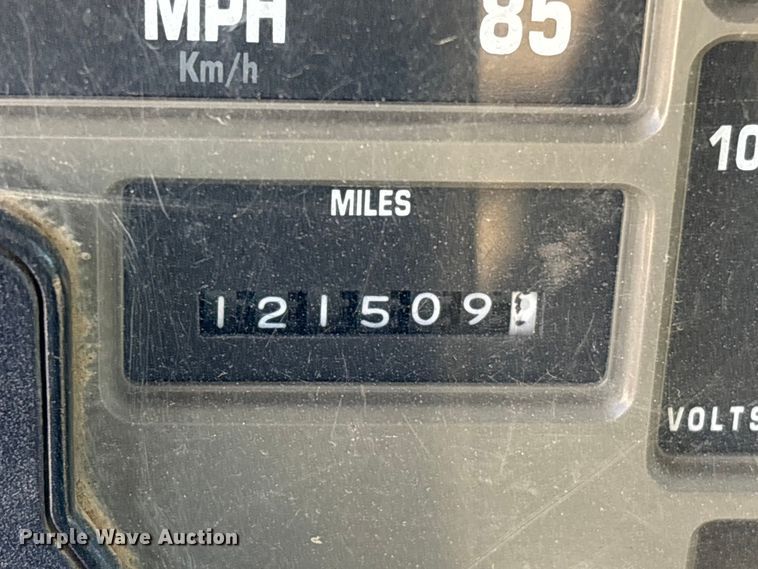 MPH 85
Km/h
10
MILES
121509
VOLTS
Purple Wave Auction